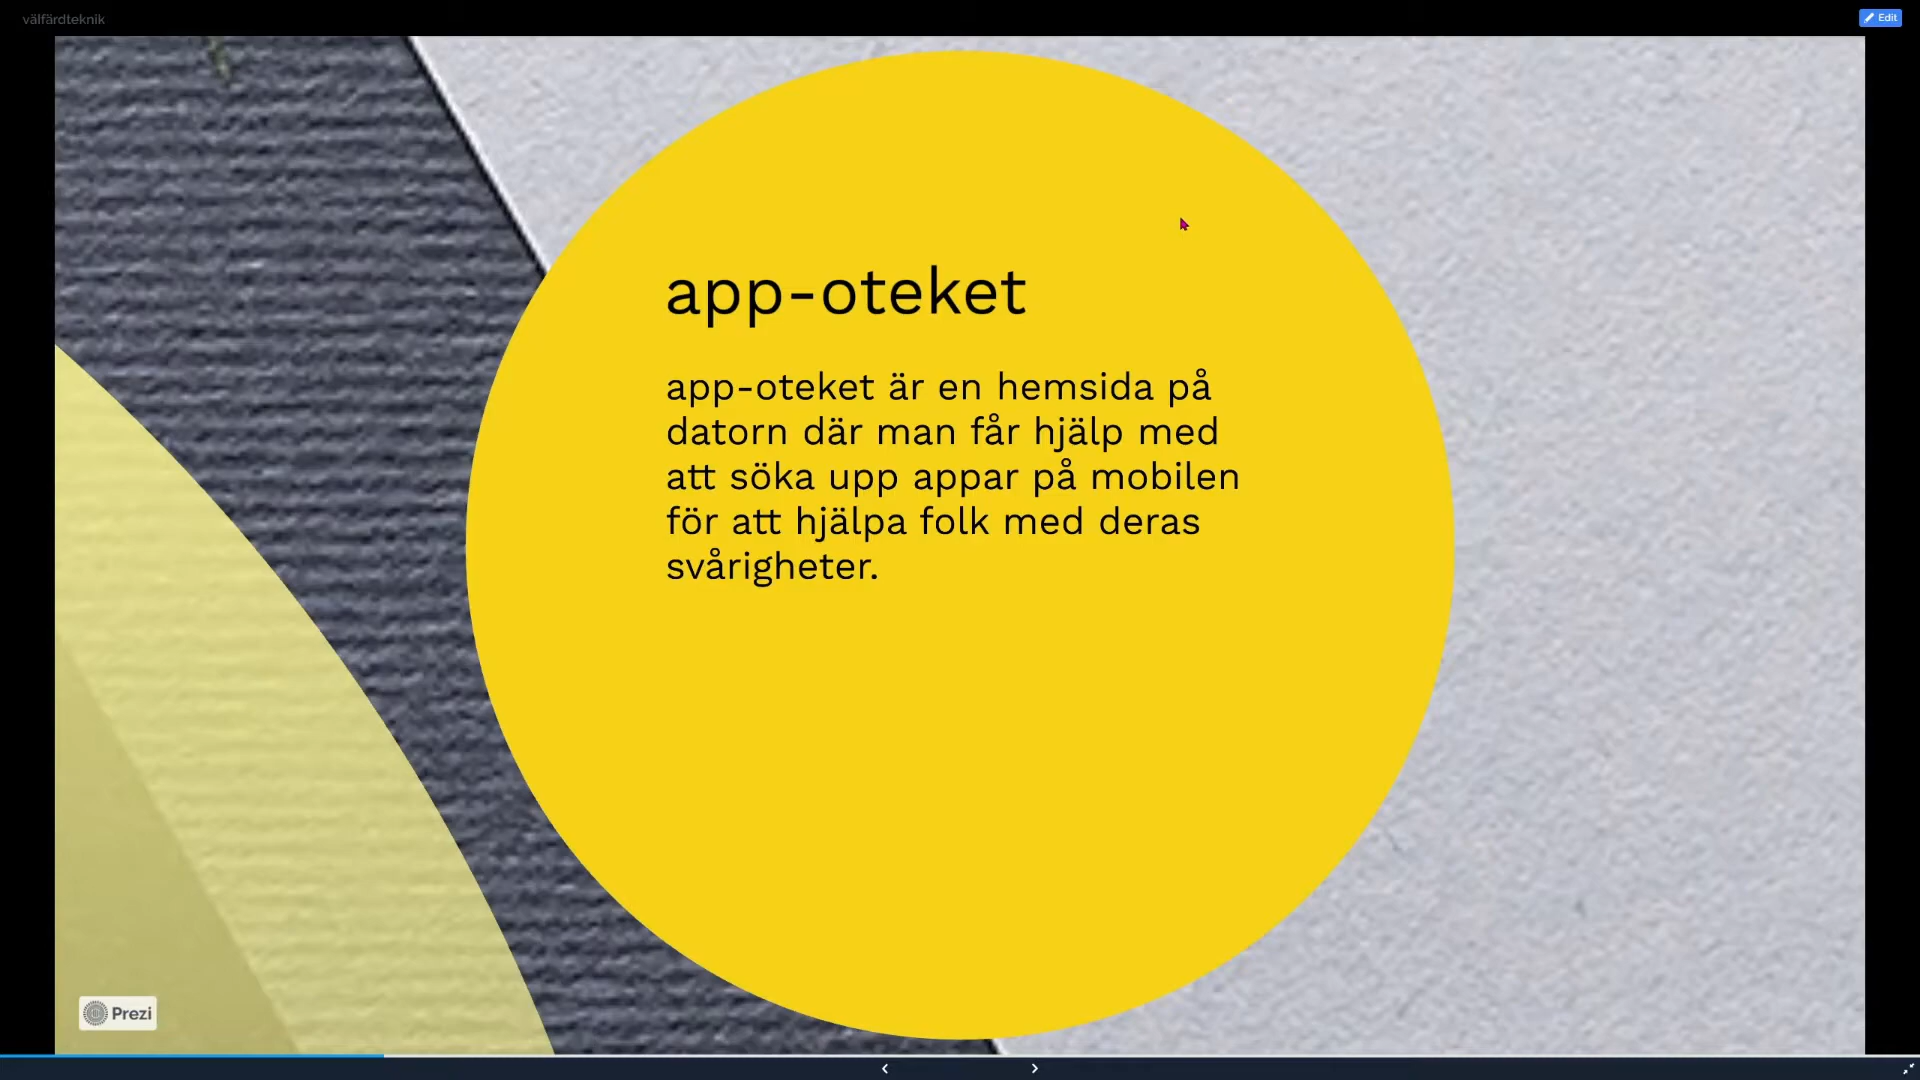 välfärdteknik
Edit
app-oteket
app-oteket är en hemsida på
datorn där man får hjälp med
att söka upp appar på mobilen
för att hjälpa folk med deras
svårigheter.
Prezi